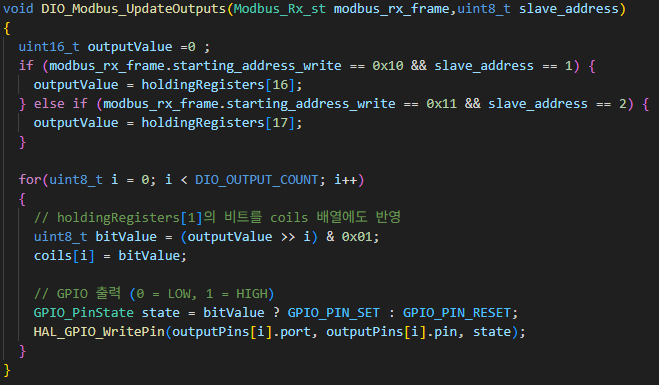 void DIO_Modbus_UpdateOutputs(Modbus_Rx_st modbus_rx_frame,uint8_t slave_address)
{
  uint16_t outputValue =0 ;
  if (modbus_rx_frame.starting_address_write == 0x10 && slave_address == 1) {
    outputValue = holdingRegisters[16];
  } else if (modbus_rx_frame.starting_address_write == 0x11 && slave_address == 2) {
    outputValue = holdingRegisters[17];
  }

  for(uint8_t i = 0; i < DIO_OUTPUT_COUNT; i++)
  {
    // holdingRegisters[1]의 비트를 coils 배열에도 반영
    uint8_t bitValue = (outputValue >> i) & 0x01;
    coils[i] = bitValue;

    // GPIO 출력 (0 = LOW, 1 = HIGH)
    GPIO_PinState state = bitValue ? GPIO_PIN_SET : GPIO_PIN_RESET;
    HAL_GPIO_WritePin(outputPins[i].port, outputPins[i].pin, state);
  }
}